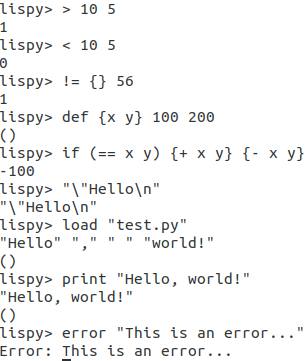 lispy> > 10 5
1
lispy> < 10 5
0
lispy> != {} 56
1
lispy> def {x y} 100 200
()
lispy> if (== x y) {+ x y} {- x y}
-100
lispy> "\"Hello\n"
"\"Hello\n"
lispy> load "test.py"
"Hello" "," " " "world!"
()
lispy> print "Hello, world!"
"Hello, world!"
()
lispy> error "This is an error..."
Error: This is an error...